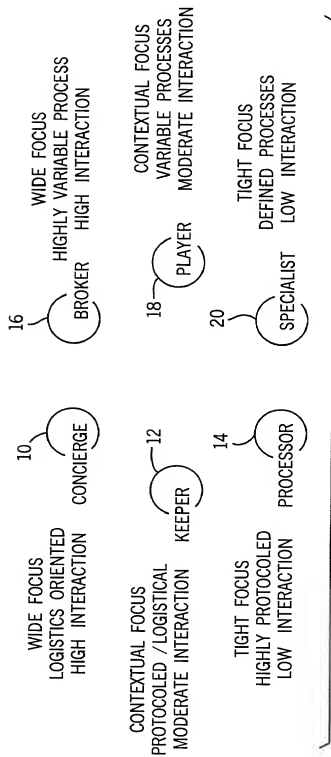 WIDE FOCUS
LOGISTICS ORIENTED
HIGH INTERACTION
10
CONCIERGE
16
BROKER
WIDE FOCUS
HIGHLY VARIABLE PROCESS
HIGH INTERACTION
CONTEXTUAL FOCUS
PROTOCOLED / LOGISTICAL
MODERATE INTERACTION
12
KEEPER
18
PLAYER
CONTEXTUAL FOCUS
VARIABLE PROCESSES
MODERATE INTERACTION
TIGHT FOCUS
HIGHLY PROTOCOLED
LOW INTERACTION
14
PROCESSOR
20
SPECIALIST
TIGHT FOCUS
DEFINED PROCESSES
LOW INTERACTION